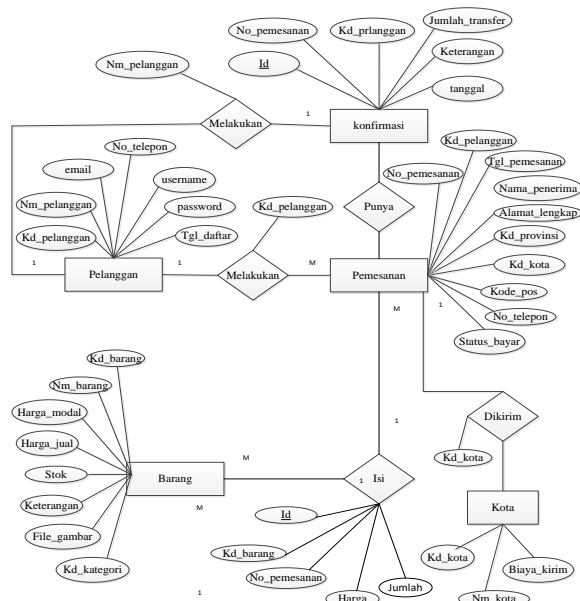 Jumlah_transfer
No_pemesanan
Kd_prlanggan
Keterangan
Nm_pelanggan
Id
tanggal
1
Melakukan
konfirmasi
Kd_pelanggan
No_telepon
Tgl_pemesanan
email
No_pemesanan
username
Nama_penerima
Nm_pelanggan
password
Kd_pelanggan
Punya
Alamat_lengkap
Kd_pelanggan
Tgl_daftar
Kd_provinsi
1
1
M
Kd_kota
Pelanggan
Melakukan
Pemesanan
Kode_pos
M
1
No_telepon
Status_bayar
Kd_barang
Nm_barang
Harga_modal
Dikirim
1
Harga_jual
M
Kd_kota
Stok
Barang
1
Isi
Keterangan
M
Id
Kota
File_gambar
Kd_barang
Kd_kota
Kd_kategori
No_pemesanan
Biaya_kirim
Jumlah
1
Harga
Nm_kota